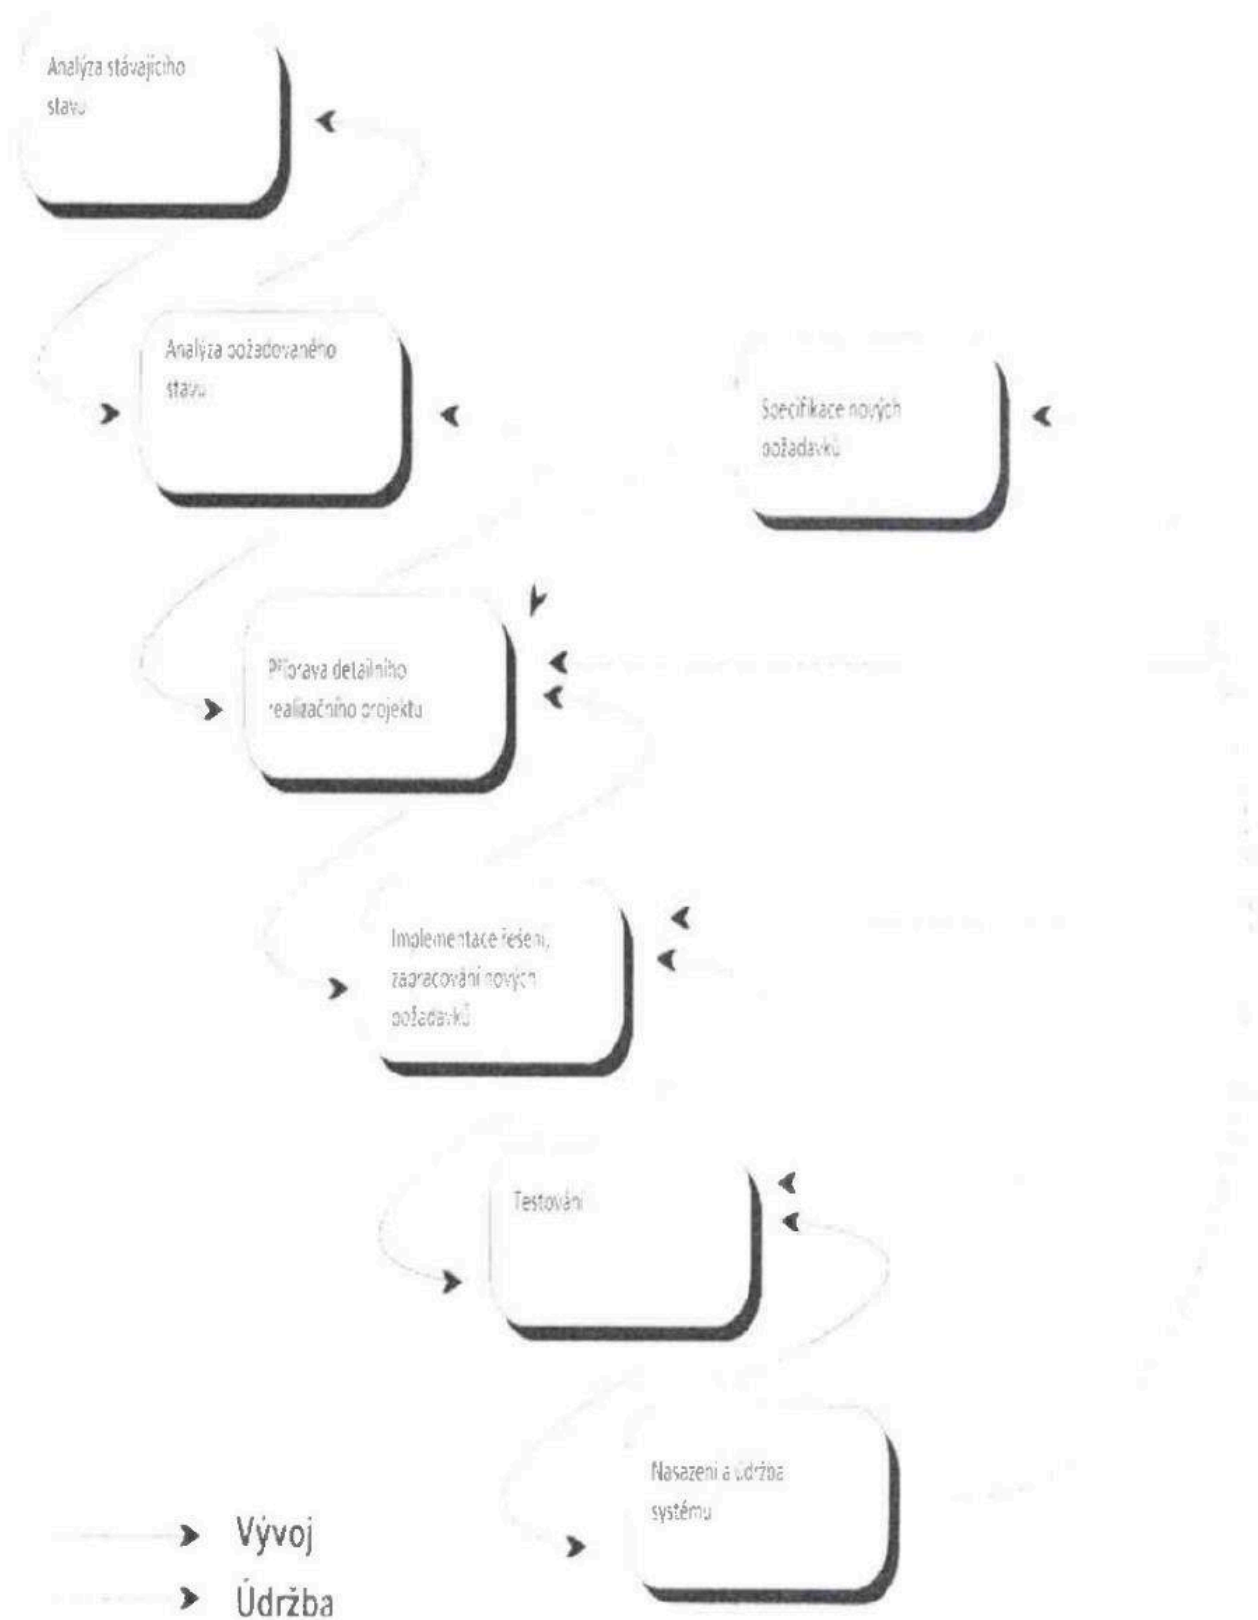 Analýza stávajícího
stavu
Analýza požadovaného
stavu
Specifikace nových
požadavků
Příprava detailního
realizačního projektu
Implementace řešení,
zapracování nových
požadavků
Testování
Nasazení a údržba
systému
Vývoj
Údržba